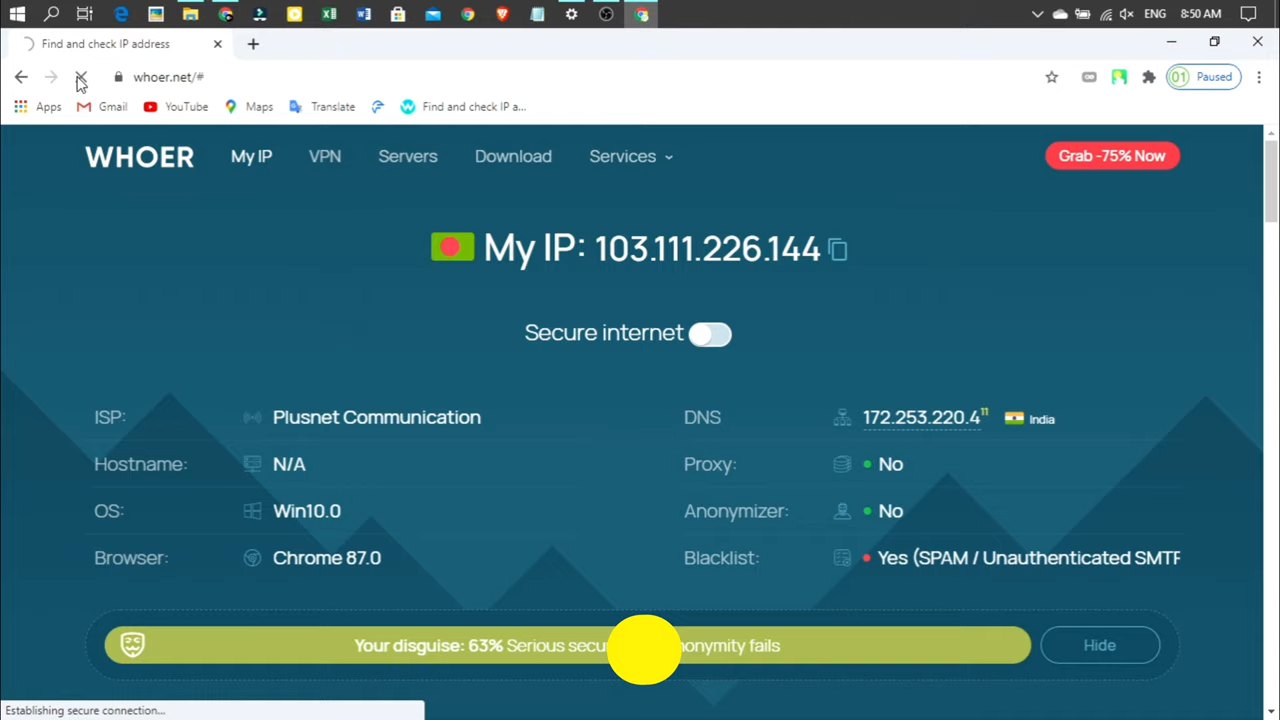 ENG
8:50 AM
Find and check IP address
whoer.net/#
01 Paused
Apps
Gmail
YouTube
Maps
Translate
Find and check IP a...
WHOER
My IP
VPN
Servers
Download
Services
Grab -75% Now
My IP: 103.111.226.144
Secure internet
ISP: Plusnet Communication
DNS 172.253.220.4 11 India
Hostname: N/A
Proxy: No
OS: Win10.0
Anonymizer: No
Browser: Chrome 87.0
Blacklist: Yes (SPAM / Unauthenticated SMTP
Your disguise: 63% Serious secu
nonymity fails
Hide
Establishing secure connection...